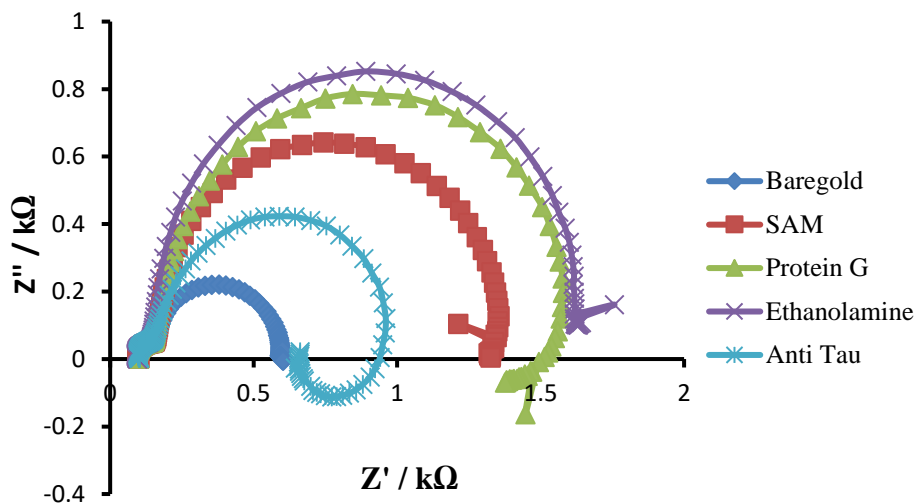 1
0.8
0.6
0.4
0.2
0
-0.2
-0.4
0 0.5 1 1.5 2
Z'' / kΩ
Z' / kΩ
Baregold
SAM
Protein G
Ethanolamine
Anti Tau